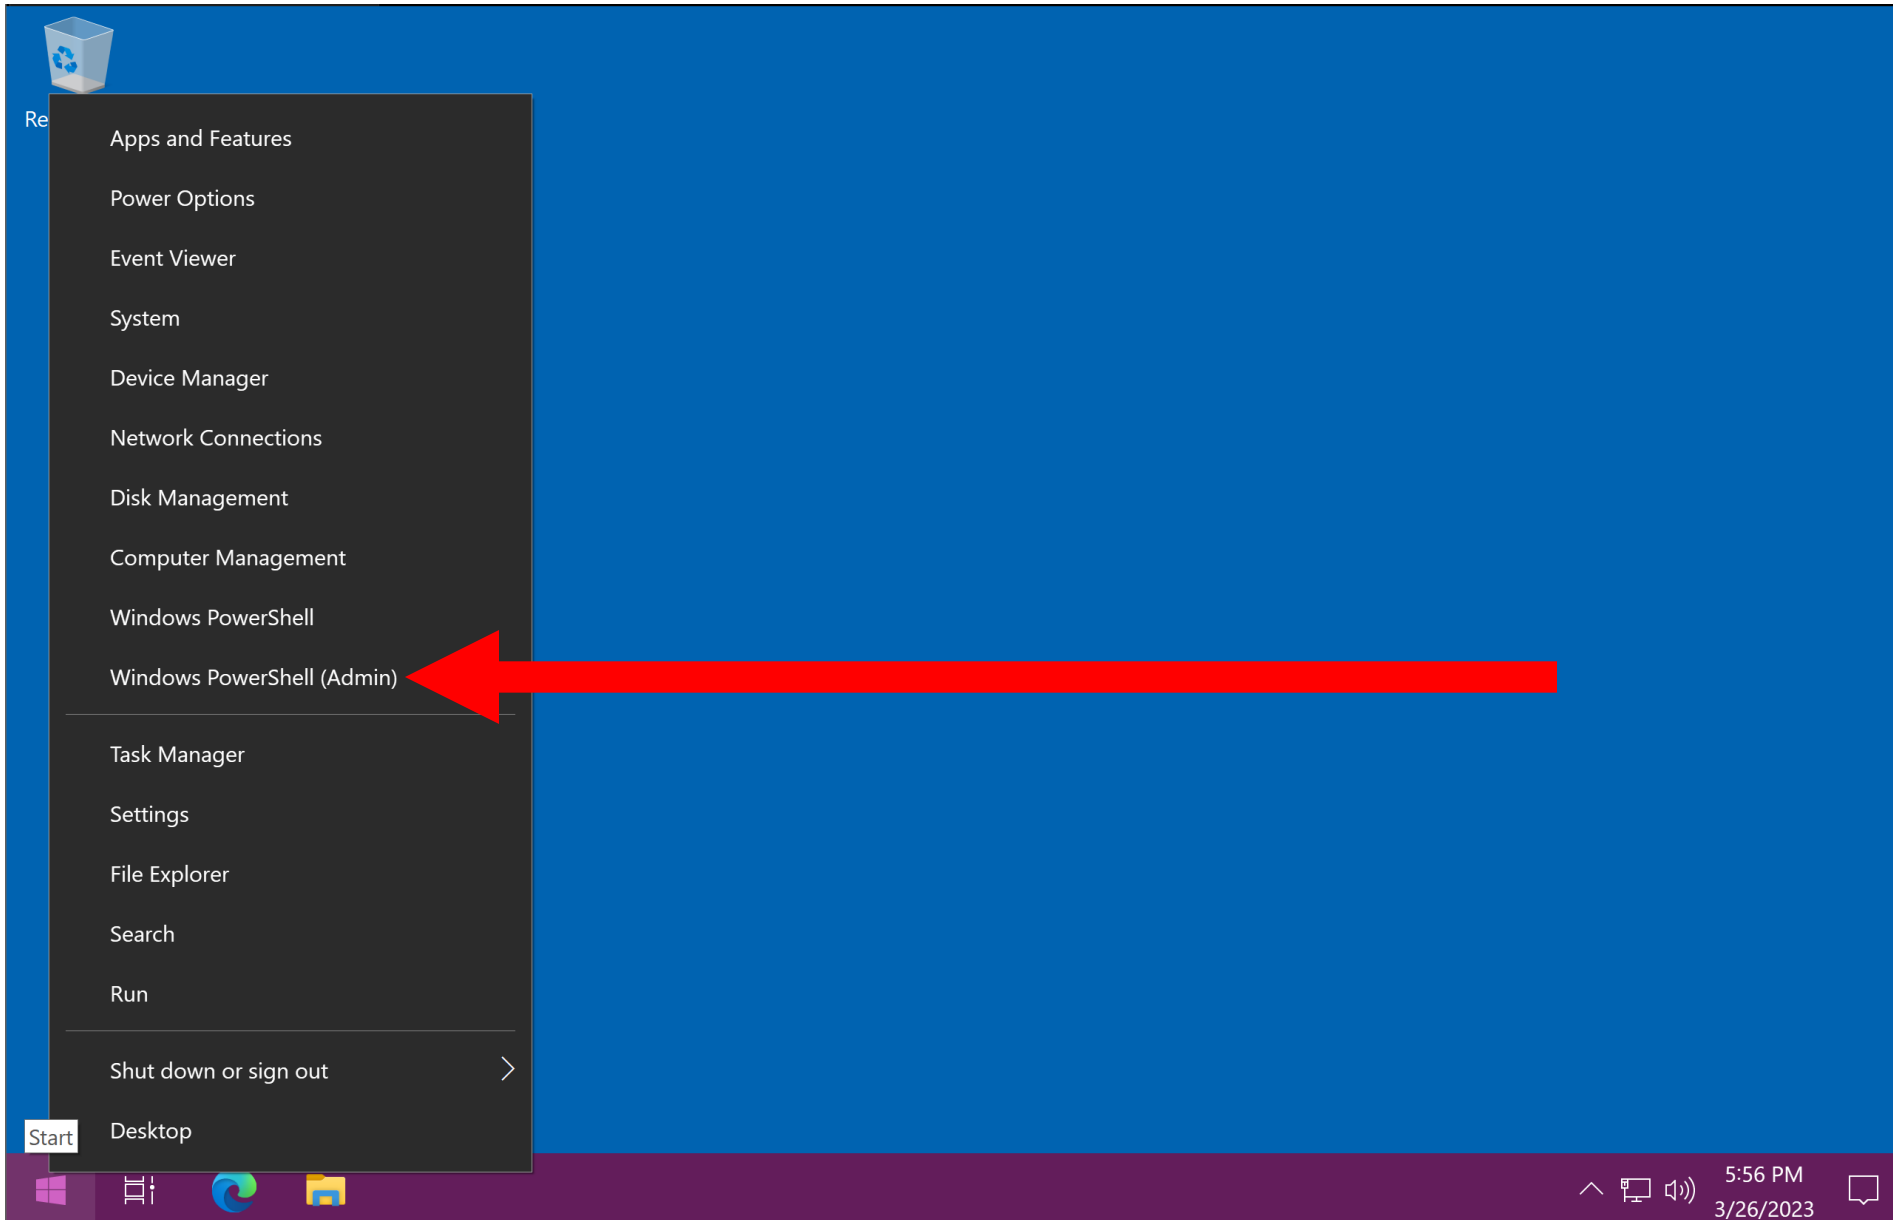 Re
Apps and Features
Power Options
Event Viewer
System
Device Manager
Network Connections
Disk Management
Computer Management
Windows PowerShell
Windows PowerShell (Admin)
Task Manager
Settings
File Explorer
Search
Run
Shut down or sign out
Desktop
Start
5:56 PM
3/26/2023